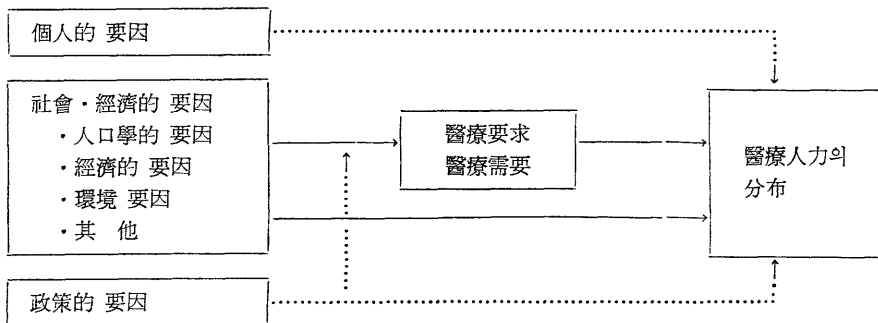 個人的 要因
社會・經濟的 要因
・人口學的 要因
・經濟的 要因
・環境 要因
・其 他
醫療要求
醫療需要
醫療人力의
分布
政策的 要因